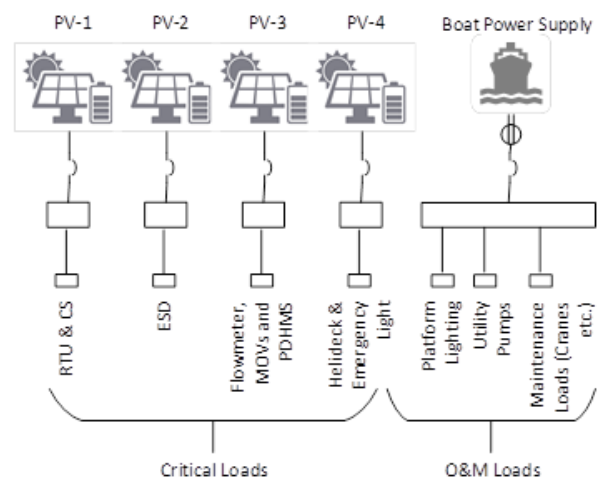 PV-1
PV-2
PV-3
PV-4
Boat Power Supply
RTU & CS
ESD
Flowmeter,
MOVs and
PDHMS
Helideck &
Emergency
Light
Platform
Lighting
Utility
Pumps
Maintenance
Loads (Cranes
etc.)
Critical Loads
O&M Loads